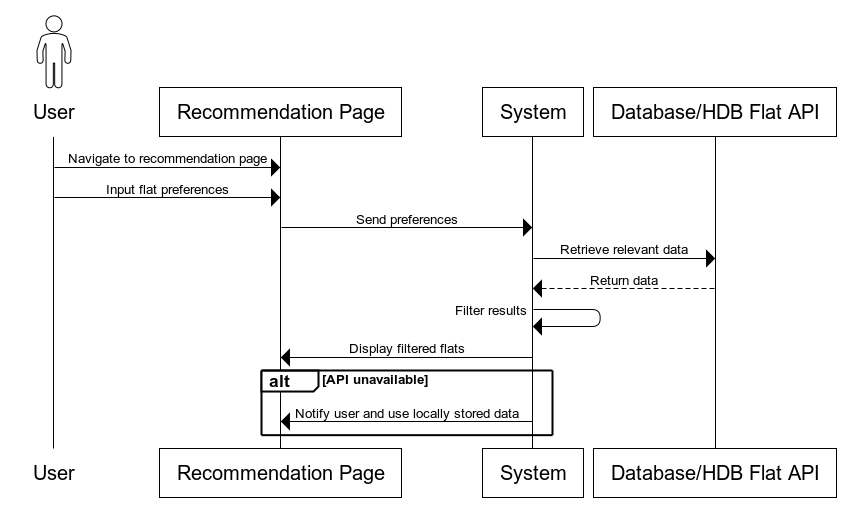 User
Recommendation Page
System
Database/HDB Flat API
Navigate to recommendation page
Input flat preferences
Send preferences
Retrieve relevant data
Return data
Filter results
Display filtered flats
alt [API unavailable]
Notify user and use locally stored data
User
Recommendation Page
System
Database/HDB Flat API